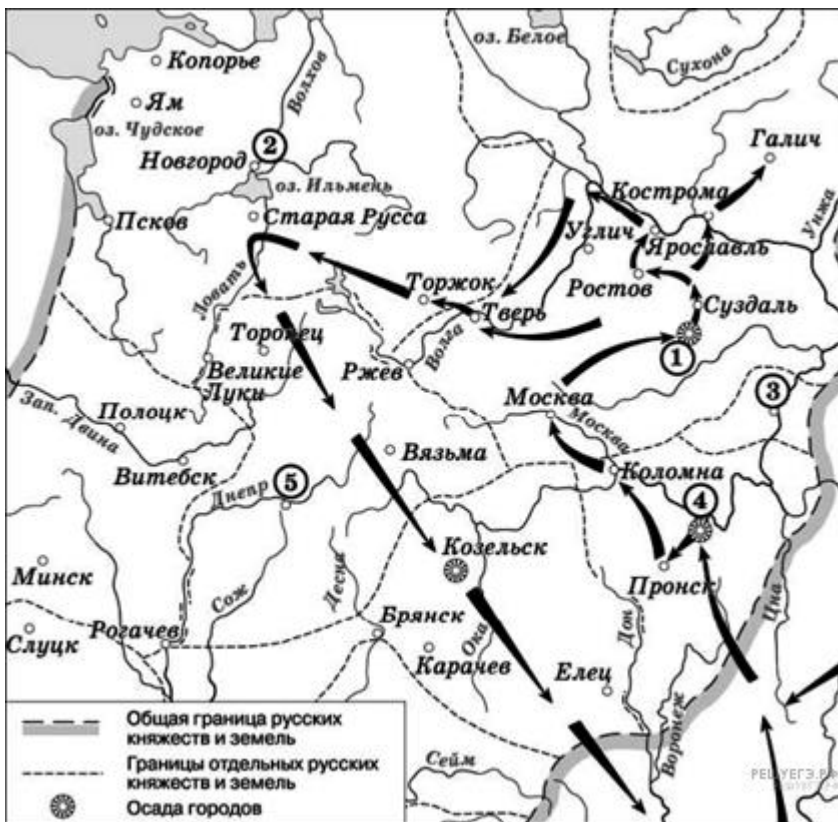 Копорье
оз. Белое
Сухона
Ям
Волхов
оз. Чудское
Галич
Новгород
2
оз. Ильмень
Кострома
Унжа
Псков
Старая Русса
Углич
Ярославль
Ловать
Торжок
Ростов
Суздаль
Тверь
Торопец
Волга
1
Великие
Луки
Ржев
Москва
3
Зап. Двина
Полоцк
Москва
Витебск
Вязьма
Коломна
5
Днепр
4
Козельск
Минск
Десна
Пронск
Цна
Сож
Слуцк
Рогачев
Брянск
Ока
Дон
Карачев
Елец
Воронеж
Сейм
Общая граница русских
княжеств и земель
Границы отдельных русских
княжеств и земель
Осада городов
РЕШУЕГЭ.РФ